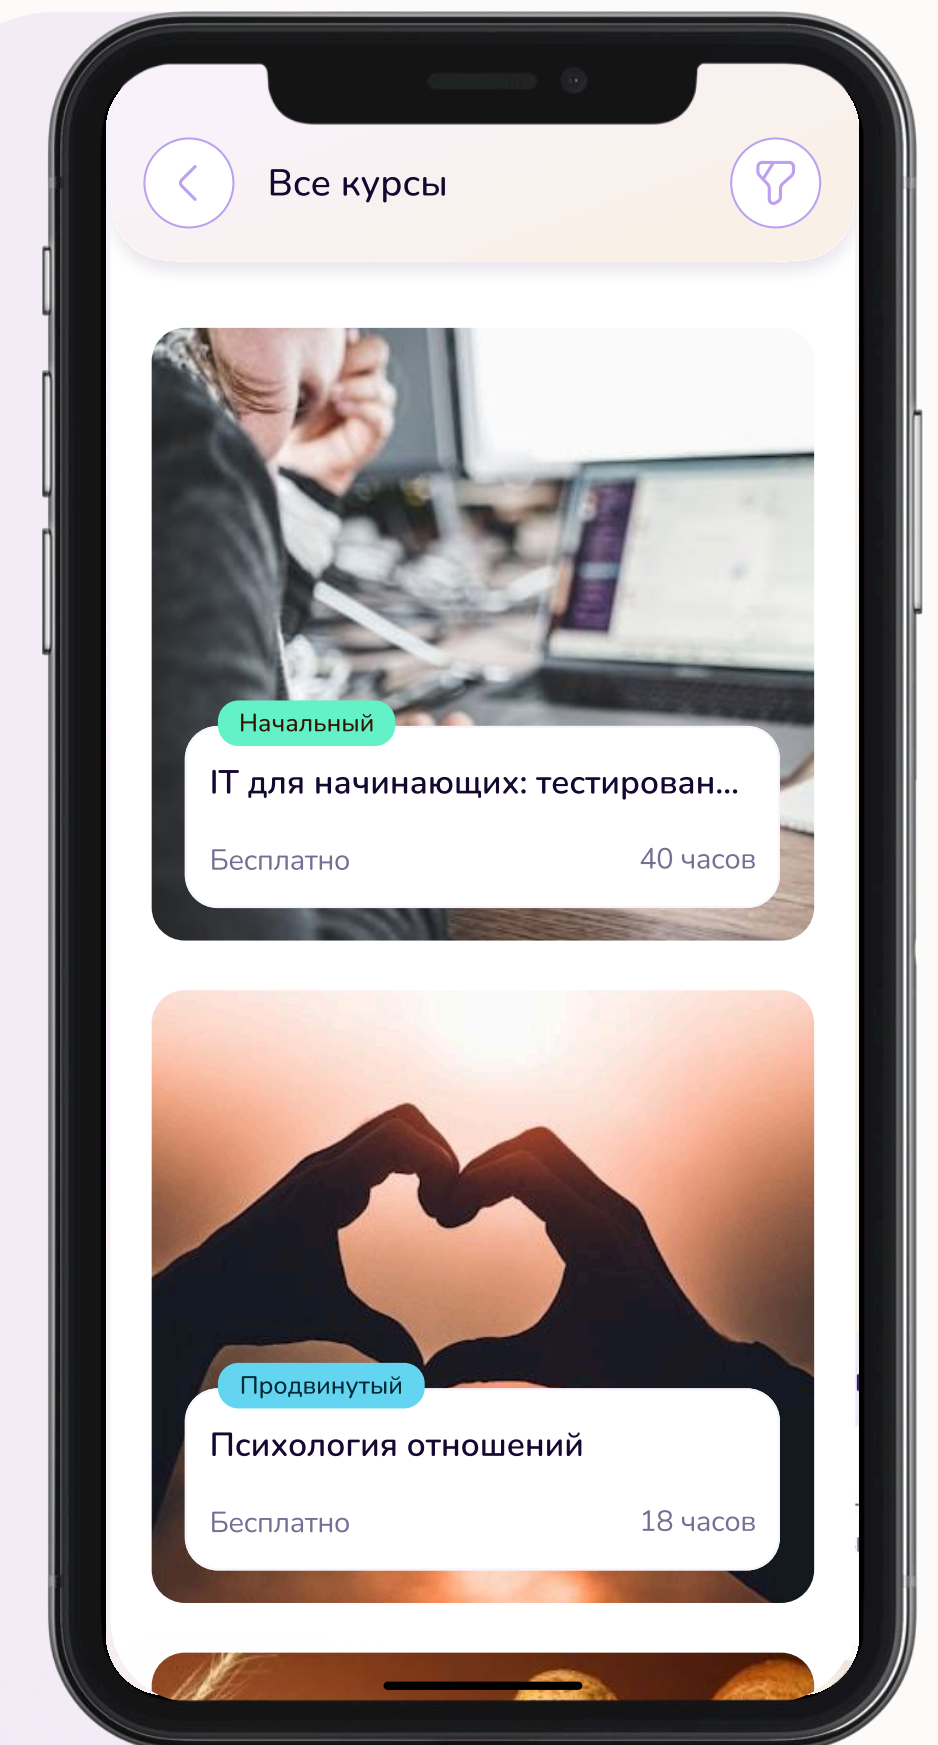 Все курсы
Начальный
IT для начинающих: тестирован...
Бесплатно
40 часов
Продвинутый
Психология отношений
Бесплатно
18 часов